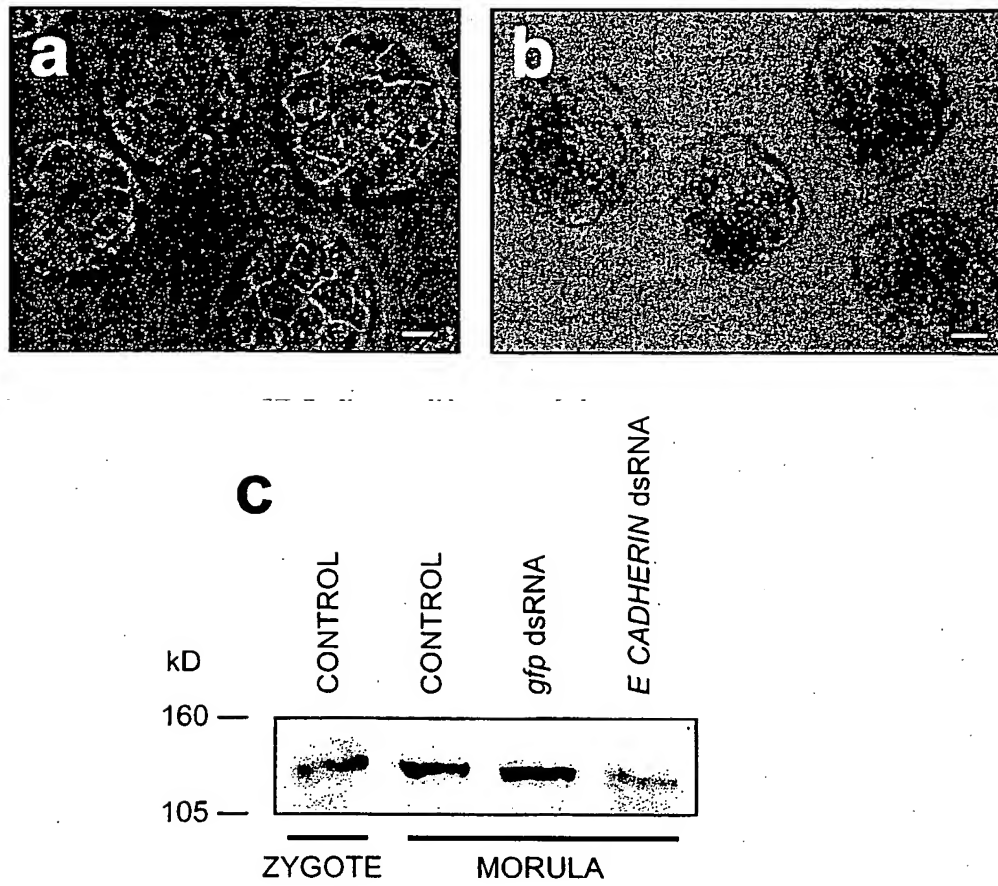 a
b
c
CONTROL
CONTROL
gfp dsRNA
E CADHERIN dsRNA
kD
160
105
ZYGOTE
MORULA